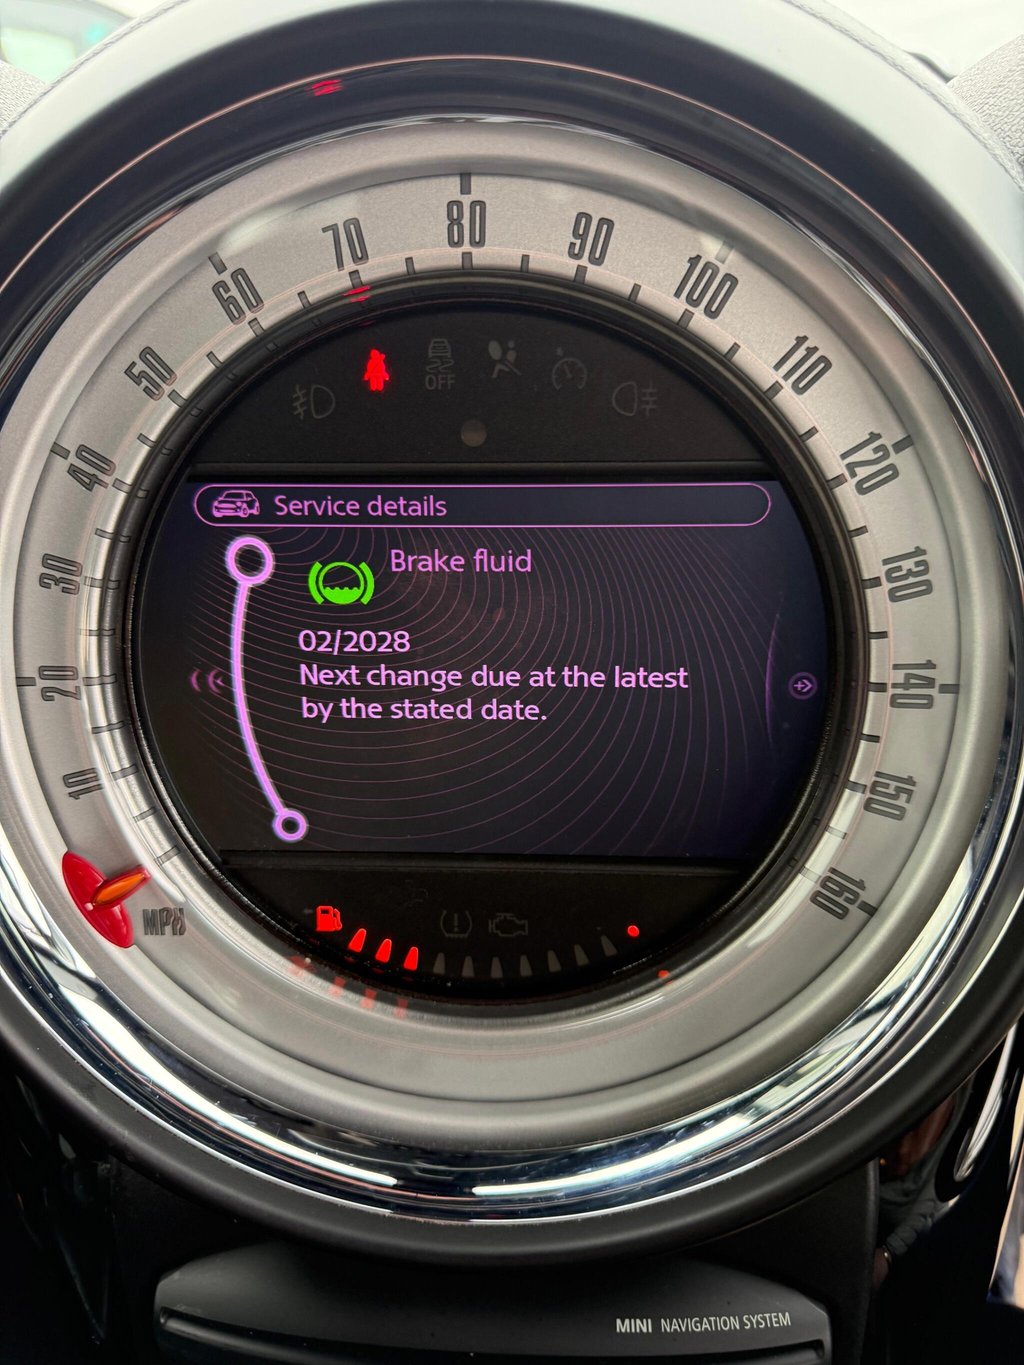 80
70
90
60
100
50
110
OFF
40
120
Service details
30
Brake fluid
130
02/2028
20
Next change due at the latest
140
by the stated date.
10
150
160
MPH
MINI NAVIGATION SYSTEM